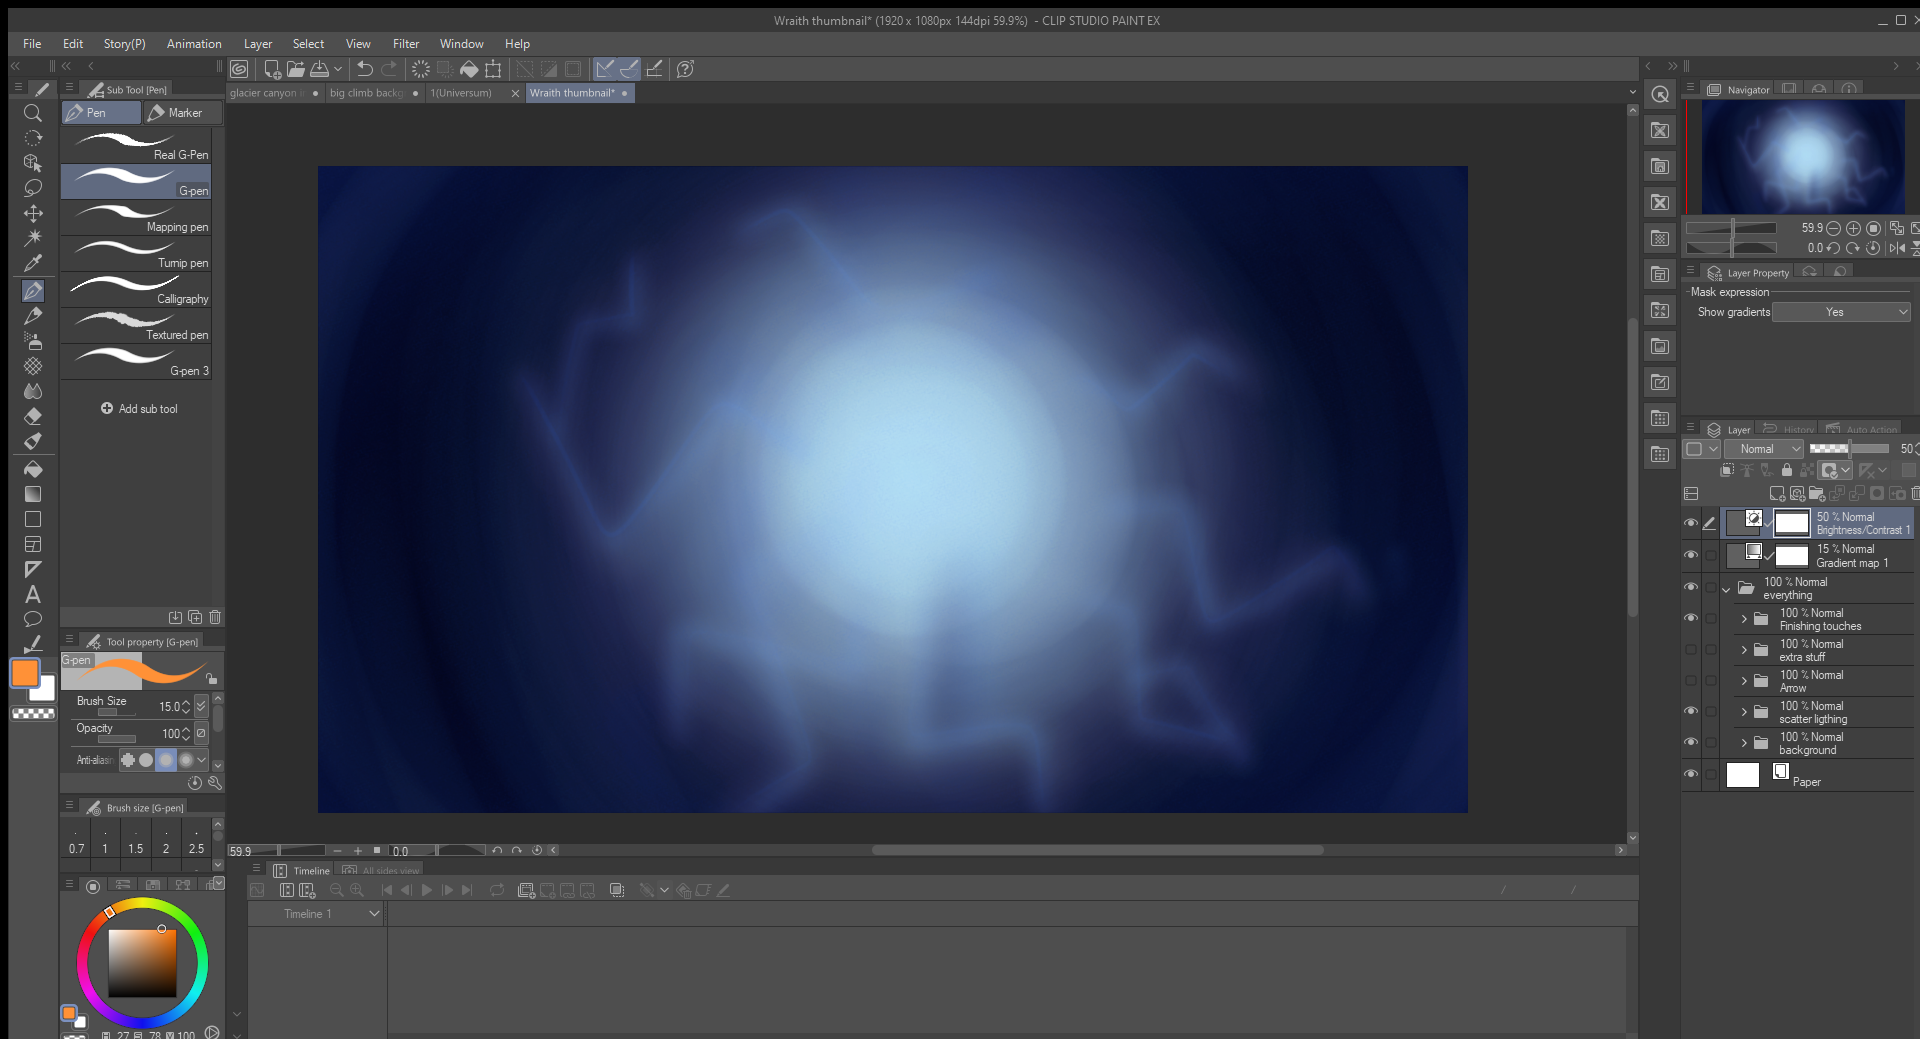 Wraith thumbnail* (1920 x 1080px 144dpi 59.9%) - CLIP STUDIO PAINT EX
File Edit Story(P) Animation Layer Select View Filter Window Help
Sub Tool [Pen]
Pen Marker
Real G-Pen
G-pen
Mapping pen
Turnip pen
Calligraphy
Textured pen
G-pen 3
Add sub tool
Tool property [G-pen]
G-pen
Brush Size 15.0
Opacity 100
Anti-aliasin
Brush size [G-pen]
0.7 1 1.5 2 2.5
27 78 100
glacier canyon
big climb backg
1(Universum)
Wraith thumbnail*
59.9 0.0
Timeline All sides view
Timeline 1
Navigator
59.9
0.0
Layer Property
Mask expression
Show gradients Yes
Layer History Auto Action
Normal 50
50 % Normal
Brightness/Contrast 1
15 % Normal
Gradient map 1
100 % Normal
everything
100 % Normal
Finishing touches
100 % Normal
extra stuff
100 % Normal
Arrow
100 % Normal
scatter ligthing
100 % Normal
background
Paper